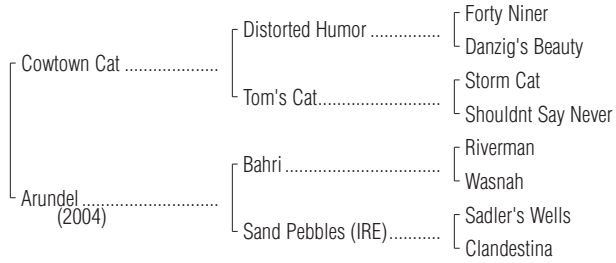 Forty Niner
Distorted Humor ..............
Danzig's Beauty
Cowtown Cat ....................
Storm Cat
Tom's Cat..........................
Shouldnt Say Never
Riverman
Bahri .................................
Wasnah
Arundel .............................
(2004)
Sadler's Wells
Sand Pebbles (IRE)...........
Clandestina